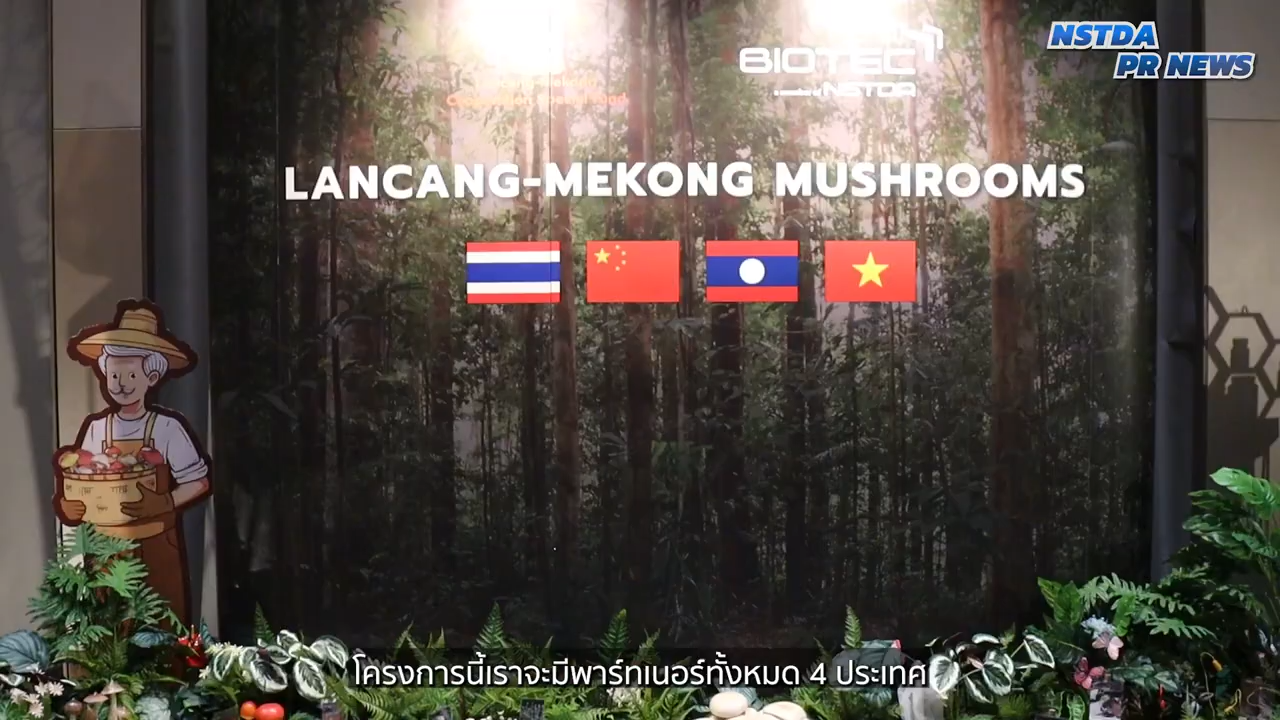 NSTDA
PR NEWS
BIOTEC
NSTDA
LANCANG-MEKONG MUSHROOMS
โครงการนี้เราจะมีพาร์ทเนอร์ทั้งหมด 4 ประเทศ